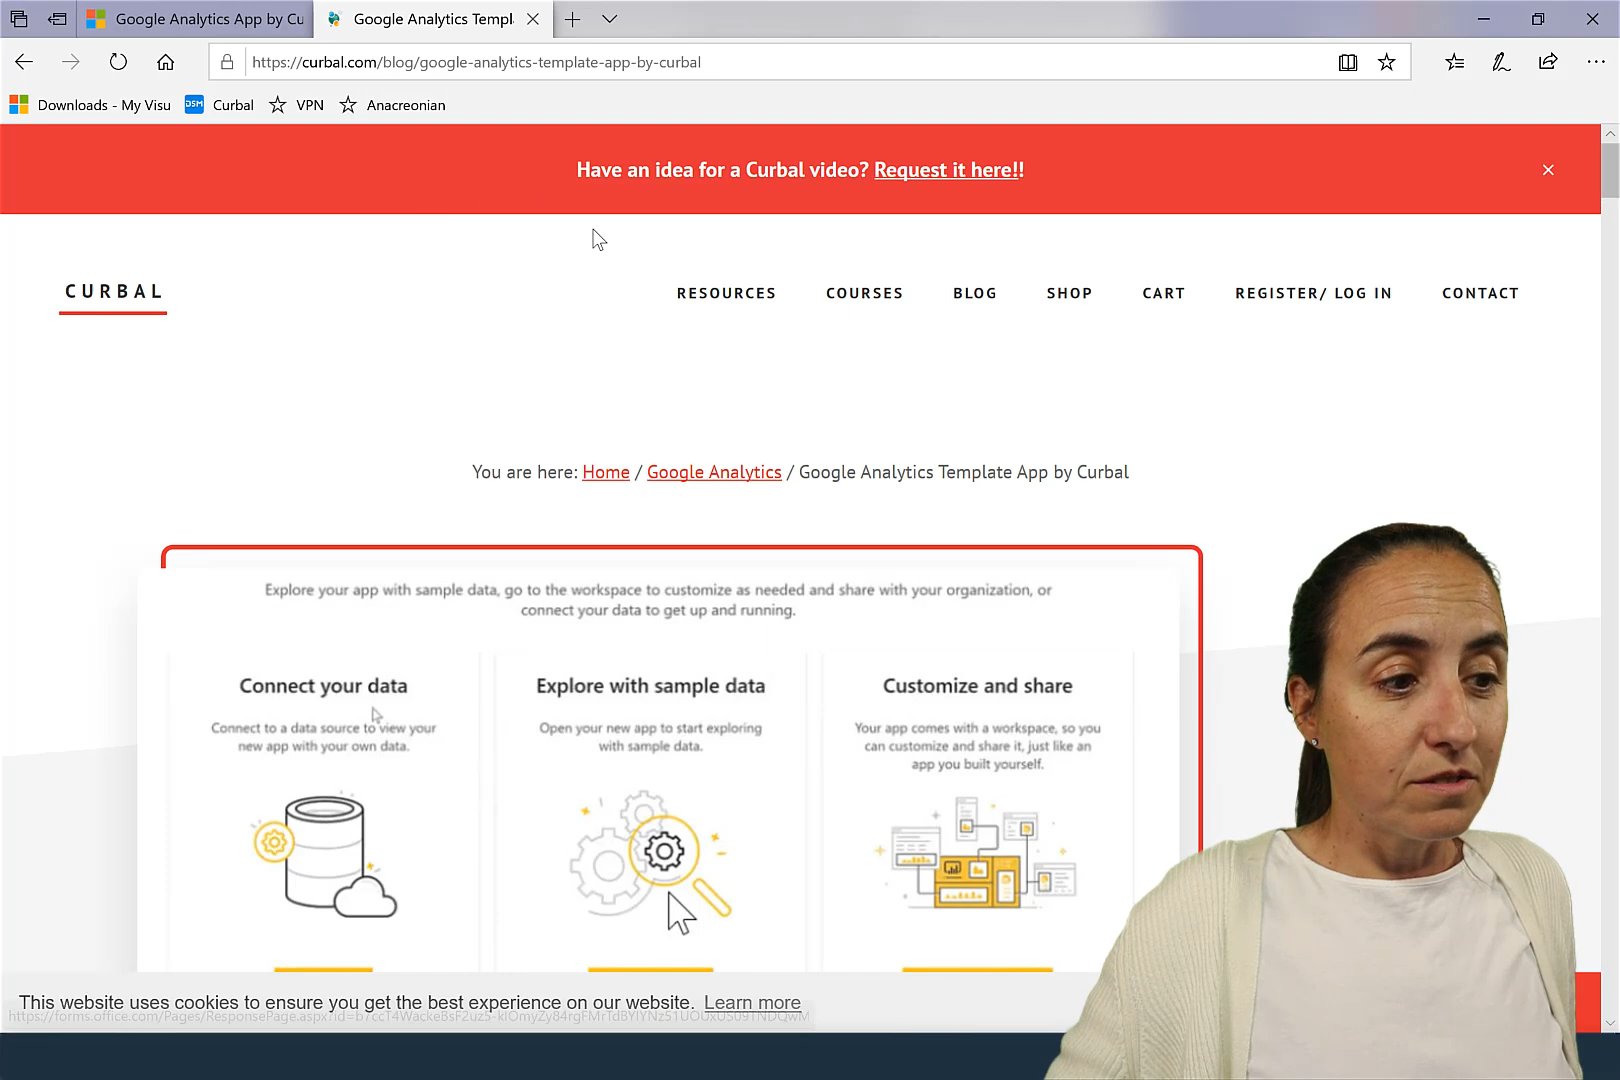 Google Analytics App by Cu
Google Analytics Templ
https://curbal.com/blog/google-analytics-template-app-by-curbal
Downloads - My Visu
DSM
Curbal
VPN
Anacreonian
Have an idea for a Curbal video? Request it here!!
CURBAL
RESOURCES
COURSES
BLOG
SHOP
CART
REGISTER/ LOG IN
CONTACT
You are here: Home / Google Analytics / Google Analytics Template App by Curbal
Explore your app with sample data, go to the workspace to customize as needed and share with your organization, or
connect your data to get up and running.
Connect your data
Connect to a data source to view your
new app with your own data.
Explore with sample data
Open your new app to start exploring
with sample data.
Customize and share
Your app comes with a workspace, so you
can customize and share it, just like an
app you built yourself.
This website uses cookies to ensure you get the best experience on our website. Learn more